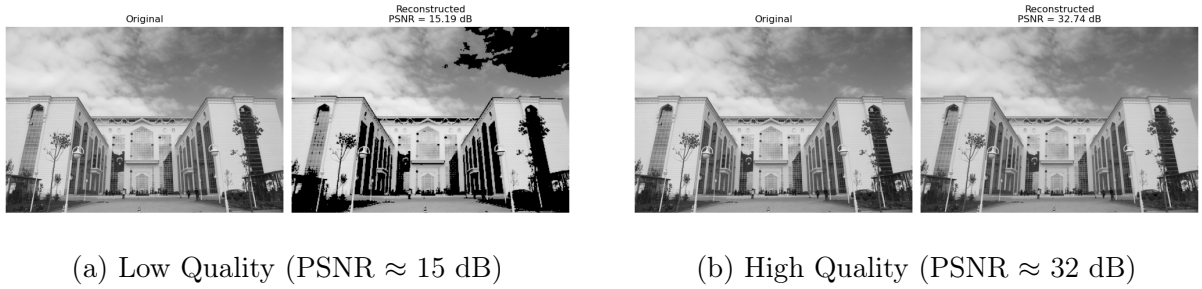 Original
Reconstructed
PSNR = 15.19 dB
Original
Reconstructed
PSNR = 32.74 dB
(a) Low Quality (PSNR ≈ 15 dB)
(b) High Quality (PSNR ≈ 32 dB)